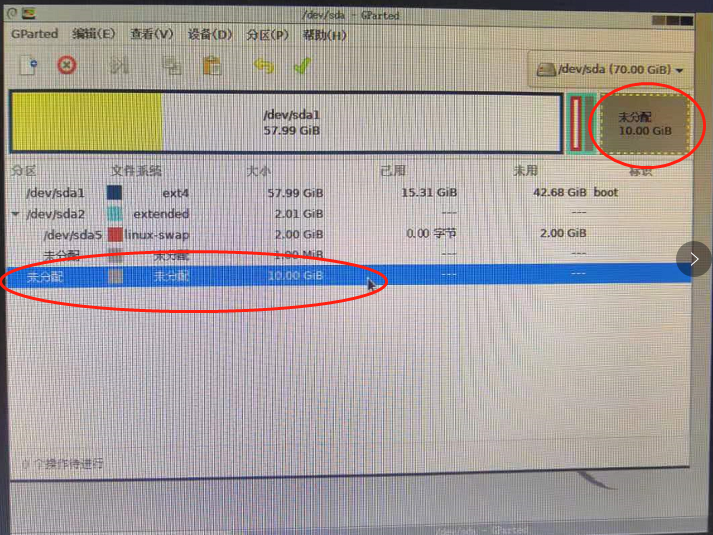 /dev/sda - GParted
GParted 编辑(E) 查看(V) 设备(D) 分区(P) 帮助(H)
/dev/sda (70.00 GiB)
/dev/sda1
57.99 GiB
未分配
10.00 GiB
分区 文件系统 大小 已用 未用 标识
/dev/sda1 ext4 57.99 GiB 15.31 GiB 42.68 GiB boot
/dev/sda2 extended 2.01 GiB --- ---
/dev/sda5 linux-swap 2.00 GiB 0.00 字节 2.00 GiB
未分配 未分配 1.00 MiB --- ---
未分配 未分配 10.00 GiB --- ---
0 个操作待进行
/dev/sda - GParted